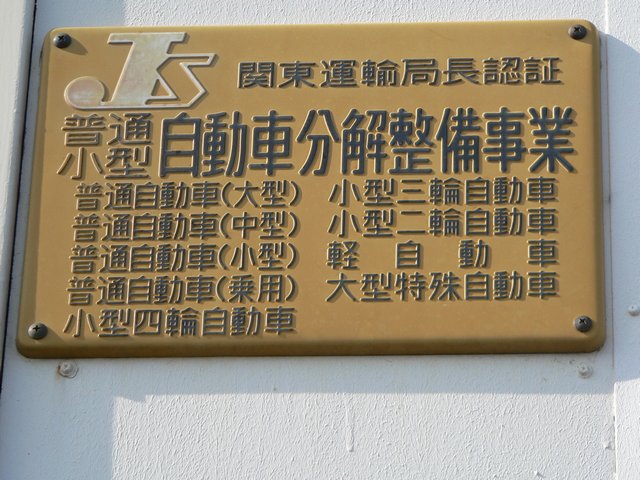 JS
関東運輸局長認証
普通
小型 自動車分解整備事業
普通自動車(大型) 小型三輪自動車
普通自動車(中型) 小型二輪自動車
普通自動車(小型) 軽自動車
普通自動車(乗用) 大型特殊自動車
小型四輪自動車